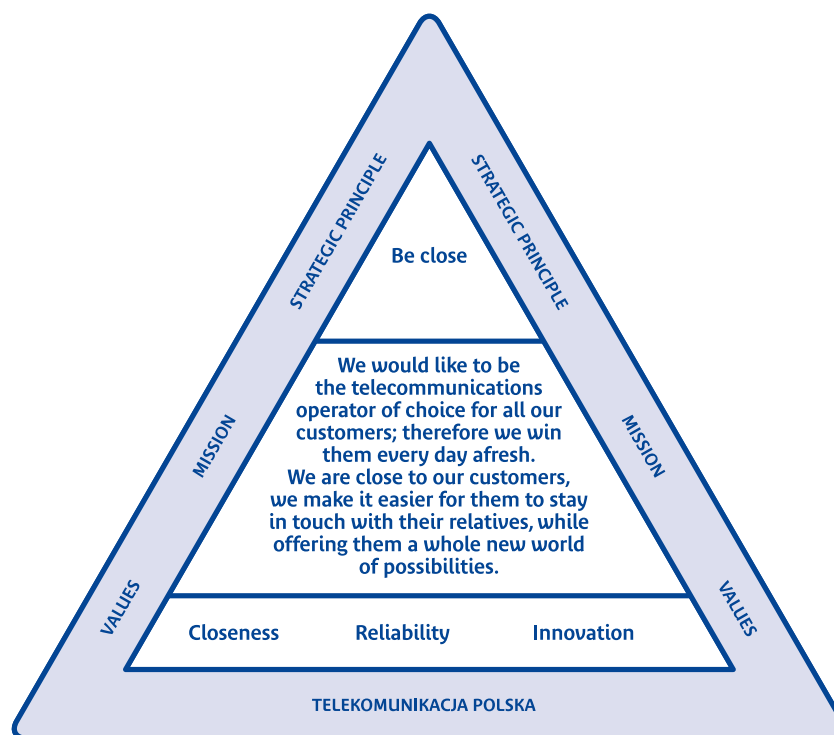 STRATEGIC PRINCIPLE
STRATEGIC PRINCIPLE
Be close
MISSION
MISSION
We would like to be
the telecommunications
operator of choice for all our
customers; therefore we win
them every day afresh.
We are close to our customers,
we make it easier for them to stay
in touch with their relatives, while
offering them a whole new world
of possibilities.
VALUES
VALUES
Closeness Reliability Innovation
TELEKOMUNIKACJA POLSKA